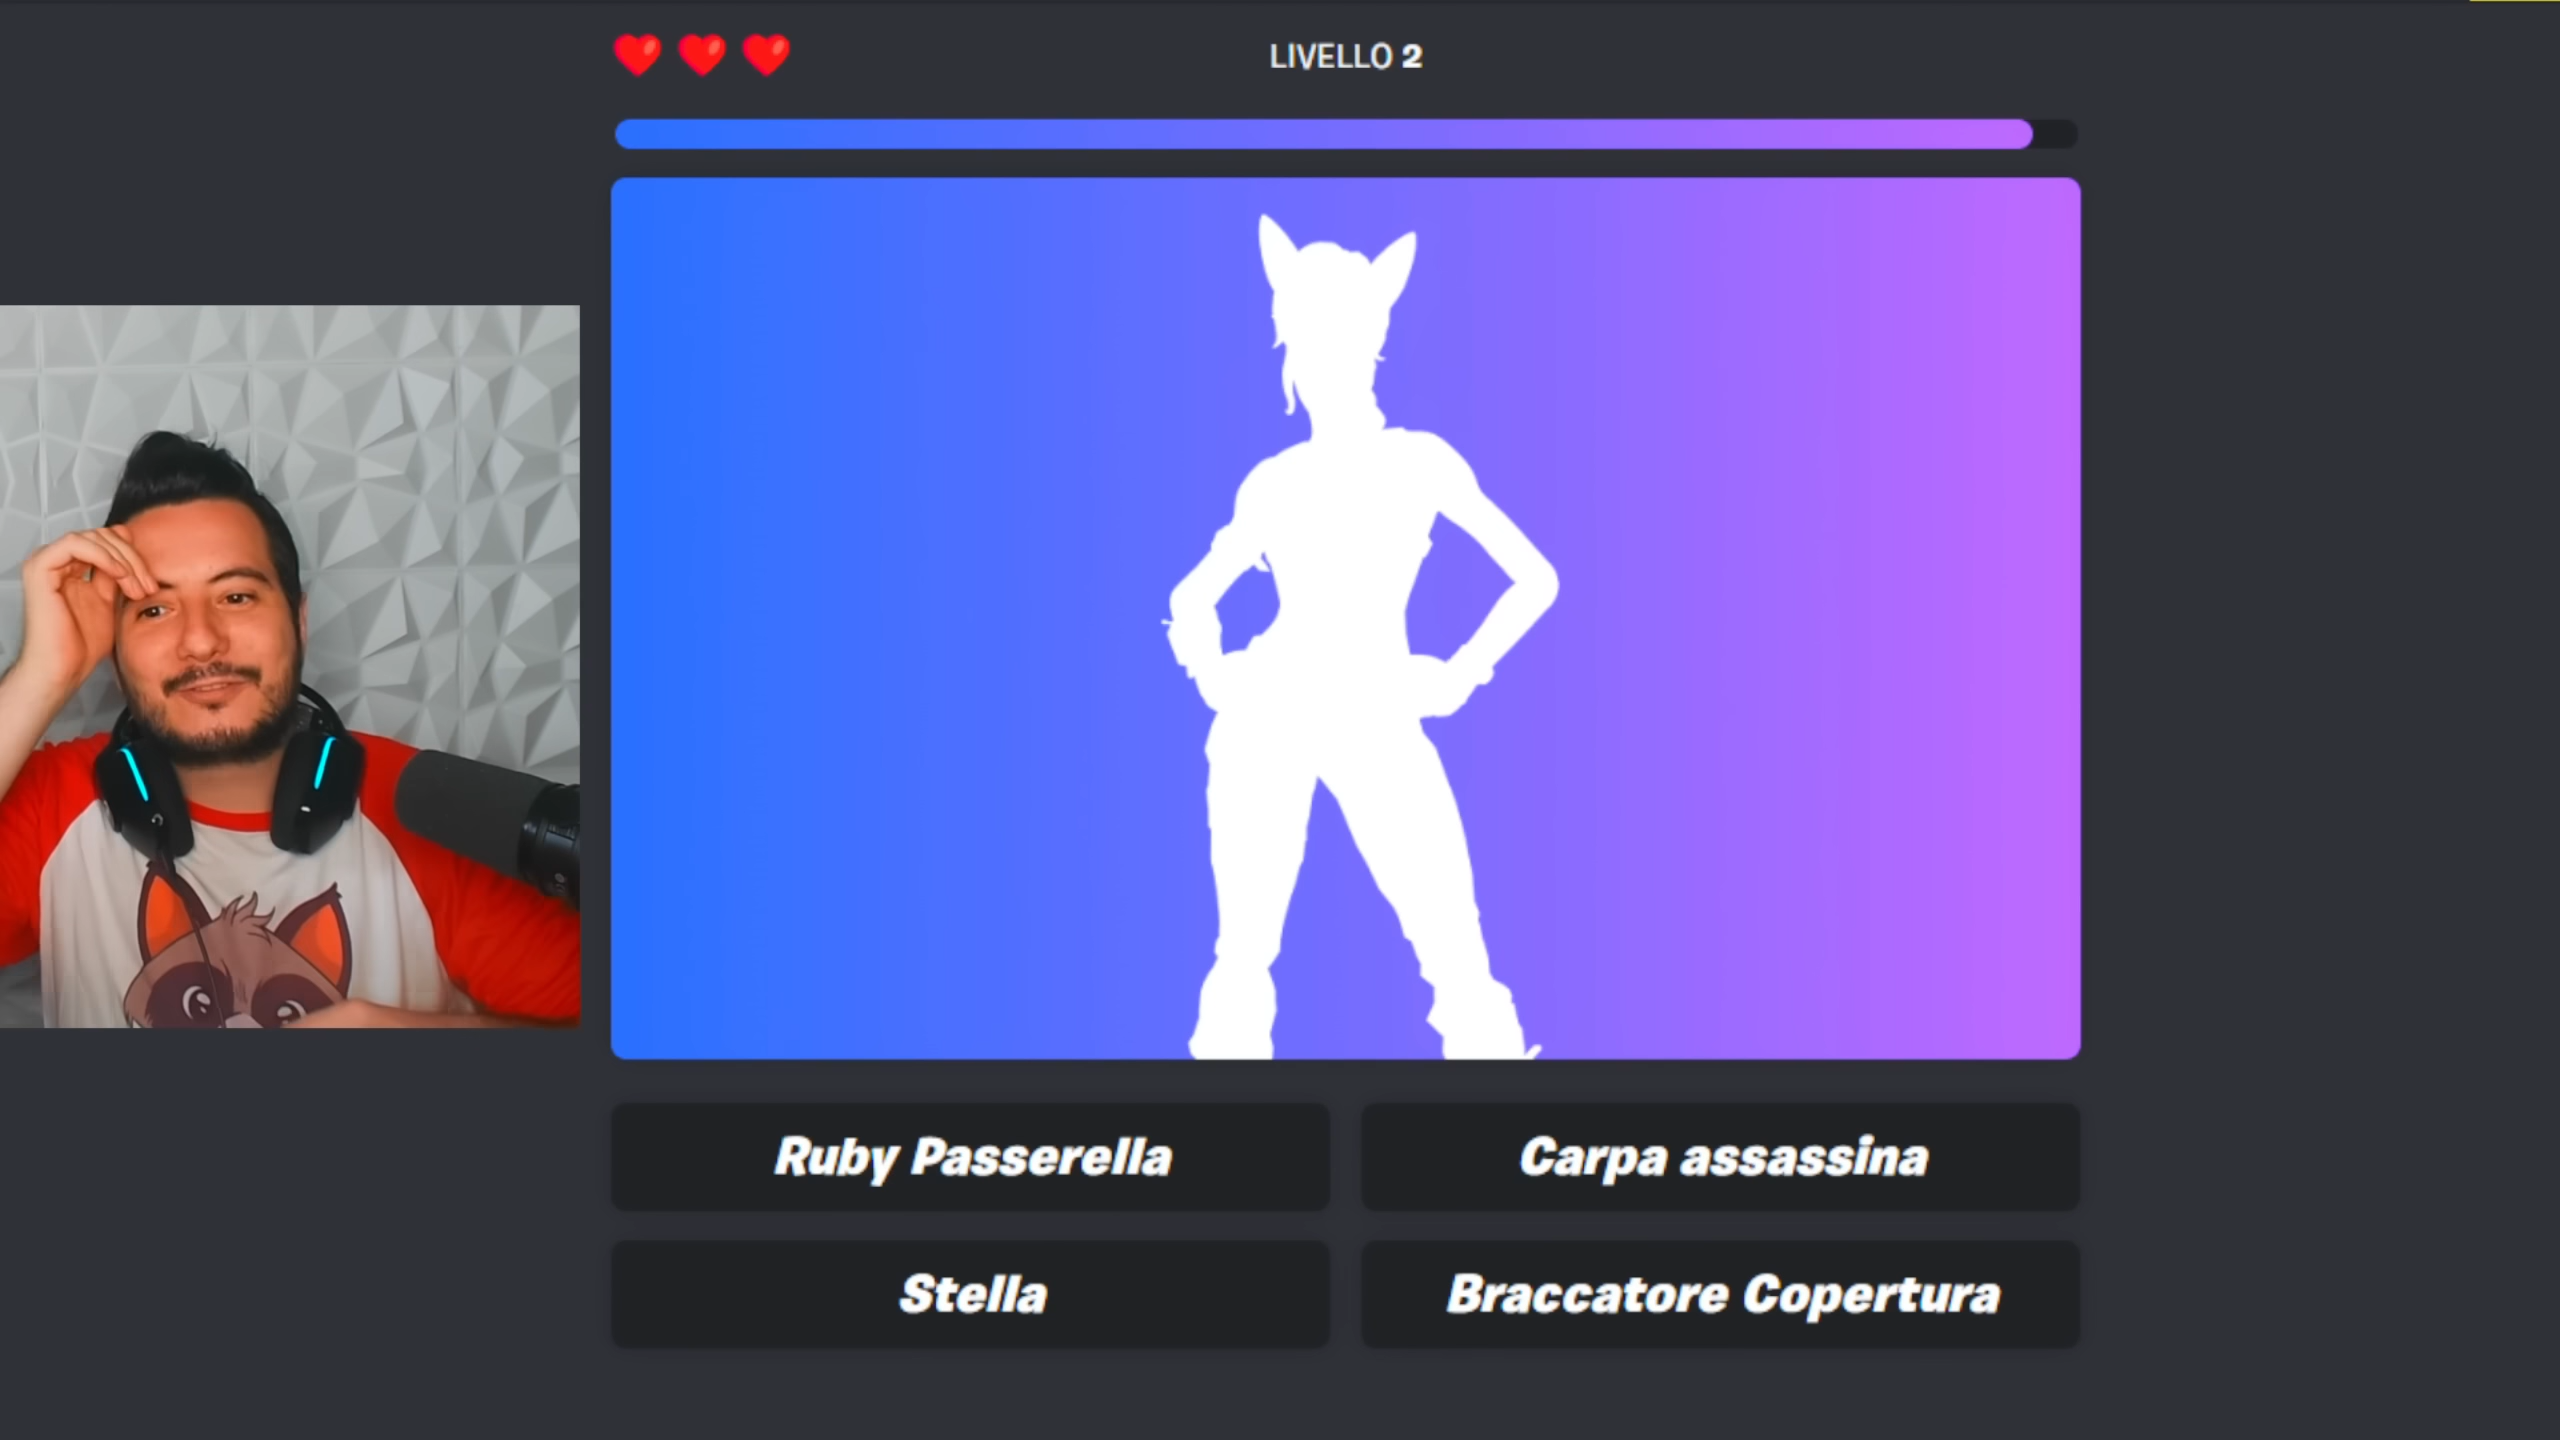 LIVELLO 2
Ruby Passerella
Carpa assassina
Stella
Braccatore Copertura